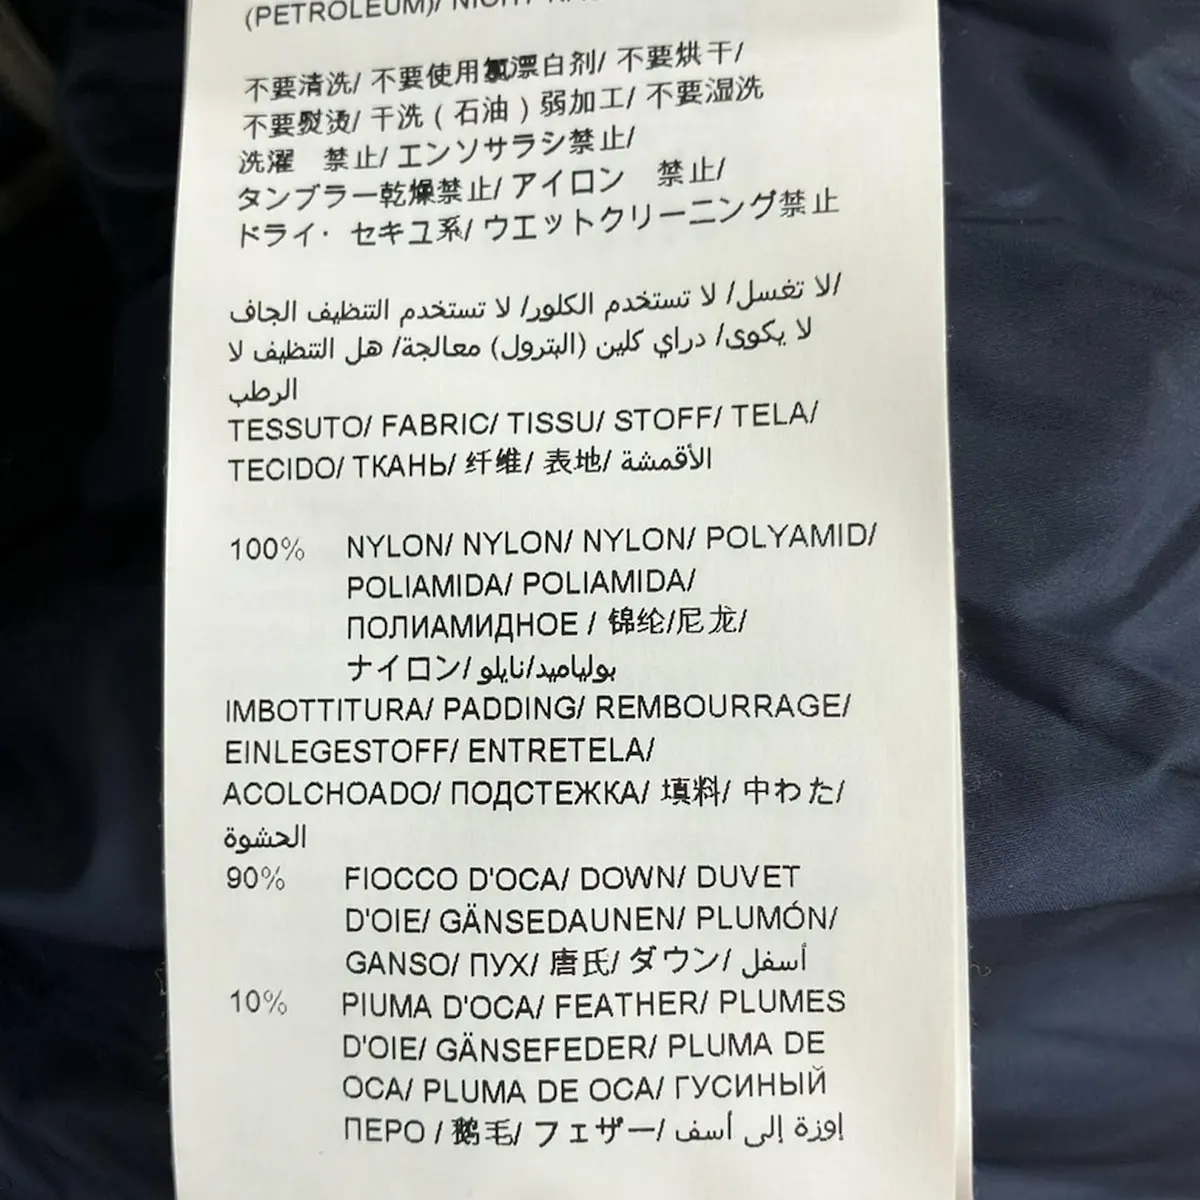 (PETROLEUM)/
不要清洗/ 不要使用氯漂白剂/ 不要烘干/
不要熨烫/ 干洗 ( 石油 ) 弱加工/ 不要湿洗
洗濯 禁止/ エンソサラシ禁止/
タンブラー乾燥禁止/ アイロン 禁止/
ドライ・ セキユ系/ ウエットクリーニング禁止
لا تغسل/ لا تستخدم الكلور/ لا تستخدم التنظيف الجاف/
لا يكوى/ دراي كلين (البترول) معالجة/ هل التنظيف لا
الرطب
TESSUTO/ FABRIC/ TISSU/ STOFF/ TELA/
TECIDO/ ТКАНЬ/ 纤维/ 表地/ الأقمشة
100% NYLON/ NYLON/ NYLON/ POLYAMID/
POLIAMIDA/ POLIAMIDA/
ПОЛИАМИДНОЕ / 锦纶/尼龙/
ナイロン/ بولياميد/نايلو
IMBOTTITURA/ PADDING/ REMBOURRAGE/
EINLEGESTOFF/ ENTRETELA/
ACOLCHOADO/ ПОДСТЕЖКА/ 填料/ 中わた/
الحشوة
90% FIOCCO D'OCA/ DOWN/ DUVET
D'OIE/ GÄNSEDAUNEN/ PLUMÓN/
GANSO/ ПУХ/ 唐氏/ ダウン/ أسفل
10% PIUMA D'OCA/ FEATHER/ PLUMES
D'OIE/ GÄNSEFEDER/ PLUMA DE
OCA/ PLUMA DE OCA/ ГУСИНЫЙ
ПЕРО / 鹅毛/ フェザー/ إوزة إلى أسف